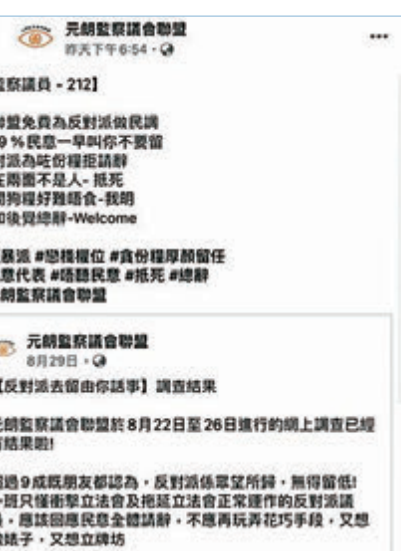 元朗監察議會聯盟
昨天下午6:54
察議員 - 212】
盟免費為反對派做民調
9%民意一早叫你不要留
對派為咗份糧拒請辭
在兩面不是人- 抵死
狗糧好難唔食-我明
後覺總辭-Welcome
暴派 #戀棧權位 #貪份糧厚顏留任
意代表 #唔聽民意 #抵死 #總辭
朗監察議會聯盟
元朗監察議會聯盟
8月29日
【反對派去留由你話事】調查結果
元朗監察議會聯盟於8月22日至26日進行的網上調查已經
有結果啦!
超過9成既朋友都認為，反對派係眾望所歸，無得留低!
一班只懂衝擊立法會及拖延立法會正常運作的反對派議
員，應該回應民意全體請辭，不應再玩弄花巧手段，又想
做婊子，又想立牌坊